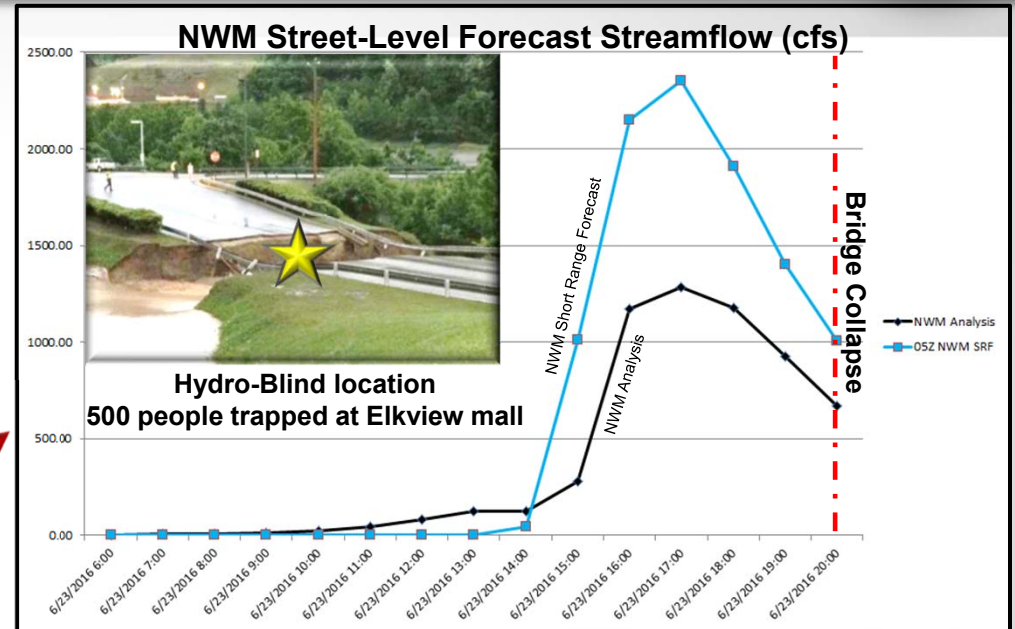 NWM Street-Level Forecast Streamflow (cfs)
2500.00
2000.00
1500.00
1000.00
500.00
0.00
Hydro-Blind location
500 people trapped at Elkview mall
NWM Short Range Forecast
NWM Analysis
Bridge Collapse
NWM Analysis
05Z NWM SRF
6/23/2016 6:00
6/23/2016 7:00
6/23/2016 8:00
6/23/2016 9:00
6/23/2016 10:00
6/23/2016 11:00
6/23/2016 12:00
6/23/2016 13:00
6/23/2016 14:00
6/23/2016 15:00
6/23/2016 16:00
6/23/2016 17:00
6/23/2016 18:00
6/23/2016 19:00
6/23/2016 20:00